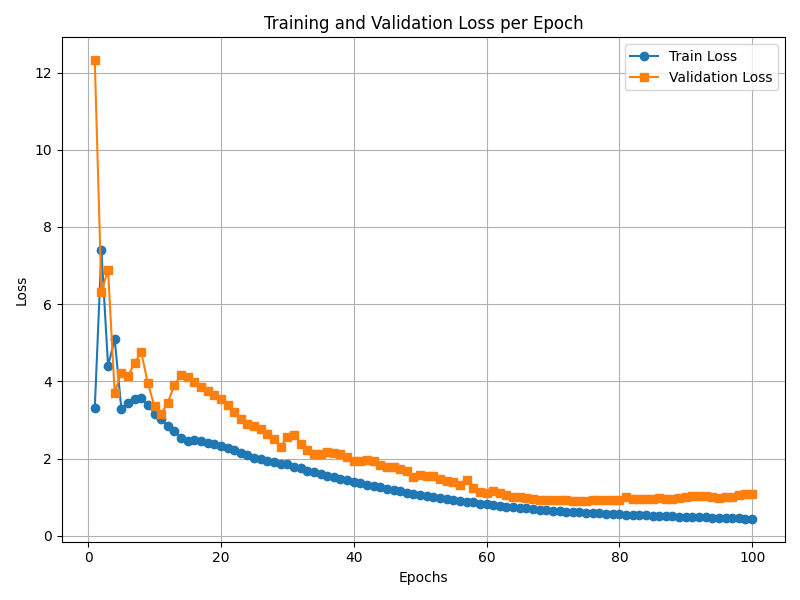 Training and Validation Loss per Epoch
Train Loss
Validation Loss
12
10
8
6
4
2
0
Loss
0 20 40 60 80 100
Epochs